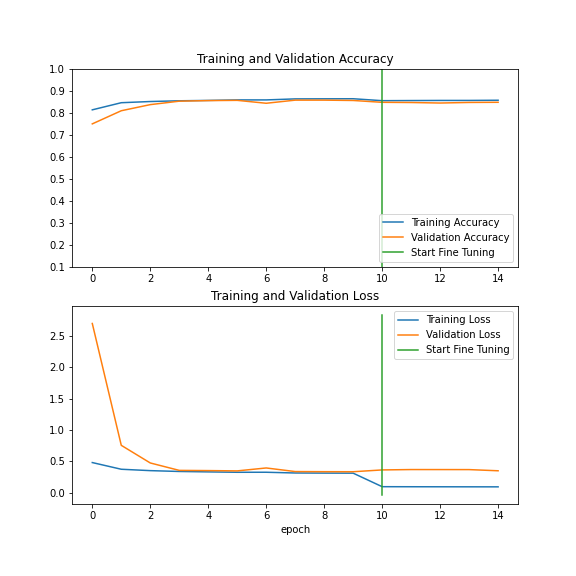 Training and Validation Accuracy
1.0
0.9
0.8
0.7
0.6
0.5
0.4
0.3
0.2
0.1
Training Accuracy
Validation Accuracy
Start Fine Tuning
0 2 4 6 8 10 12 14
Training and Validation Loss
2.5
2.0
1.5
1.0
0.5
0.0
Training Loss
Validation Loss
Start Fine Tuning
0 2 4 6 8 10 12 14
epoch